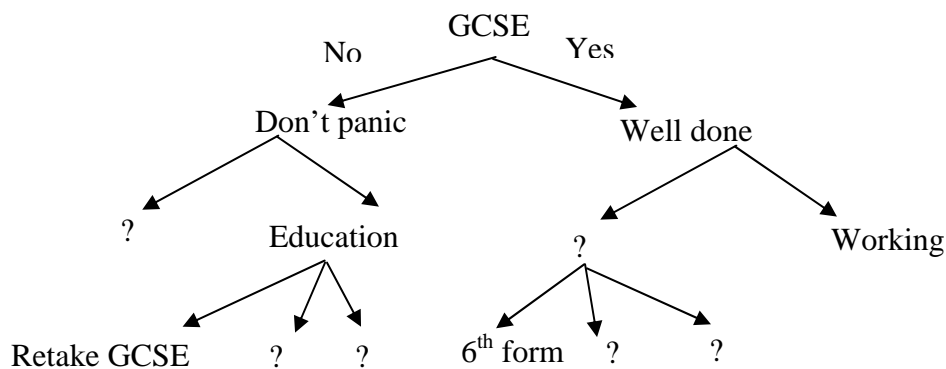 GCSE
No Yes
Don't panic Well done
? Education ? Working
Retake GCSE ? ? 6th form ? ?